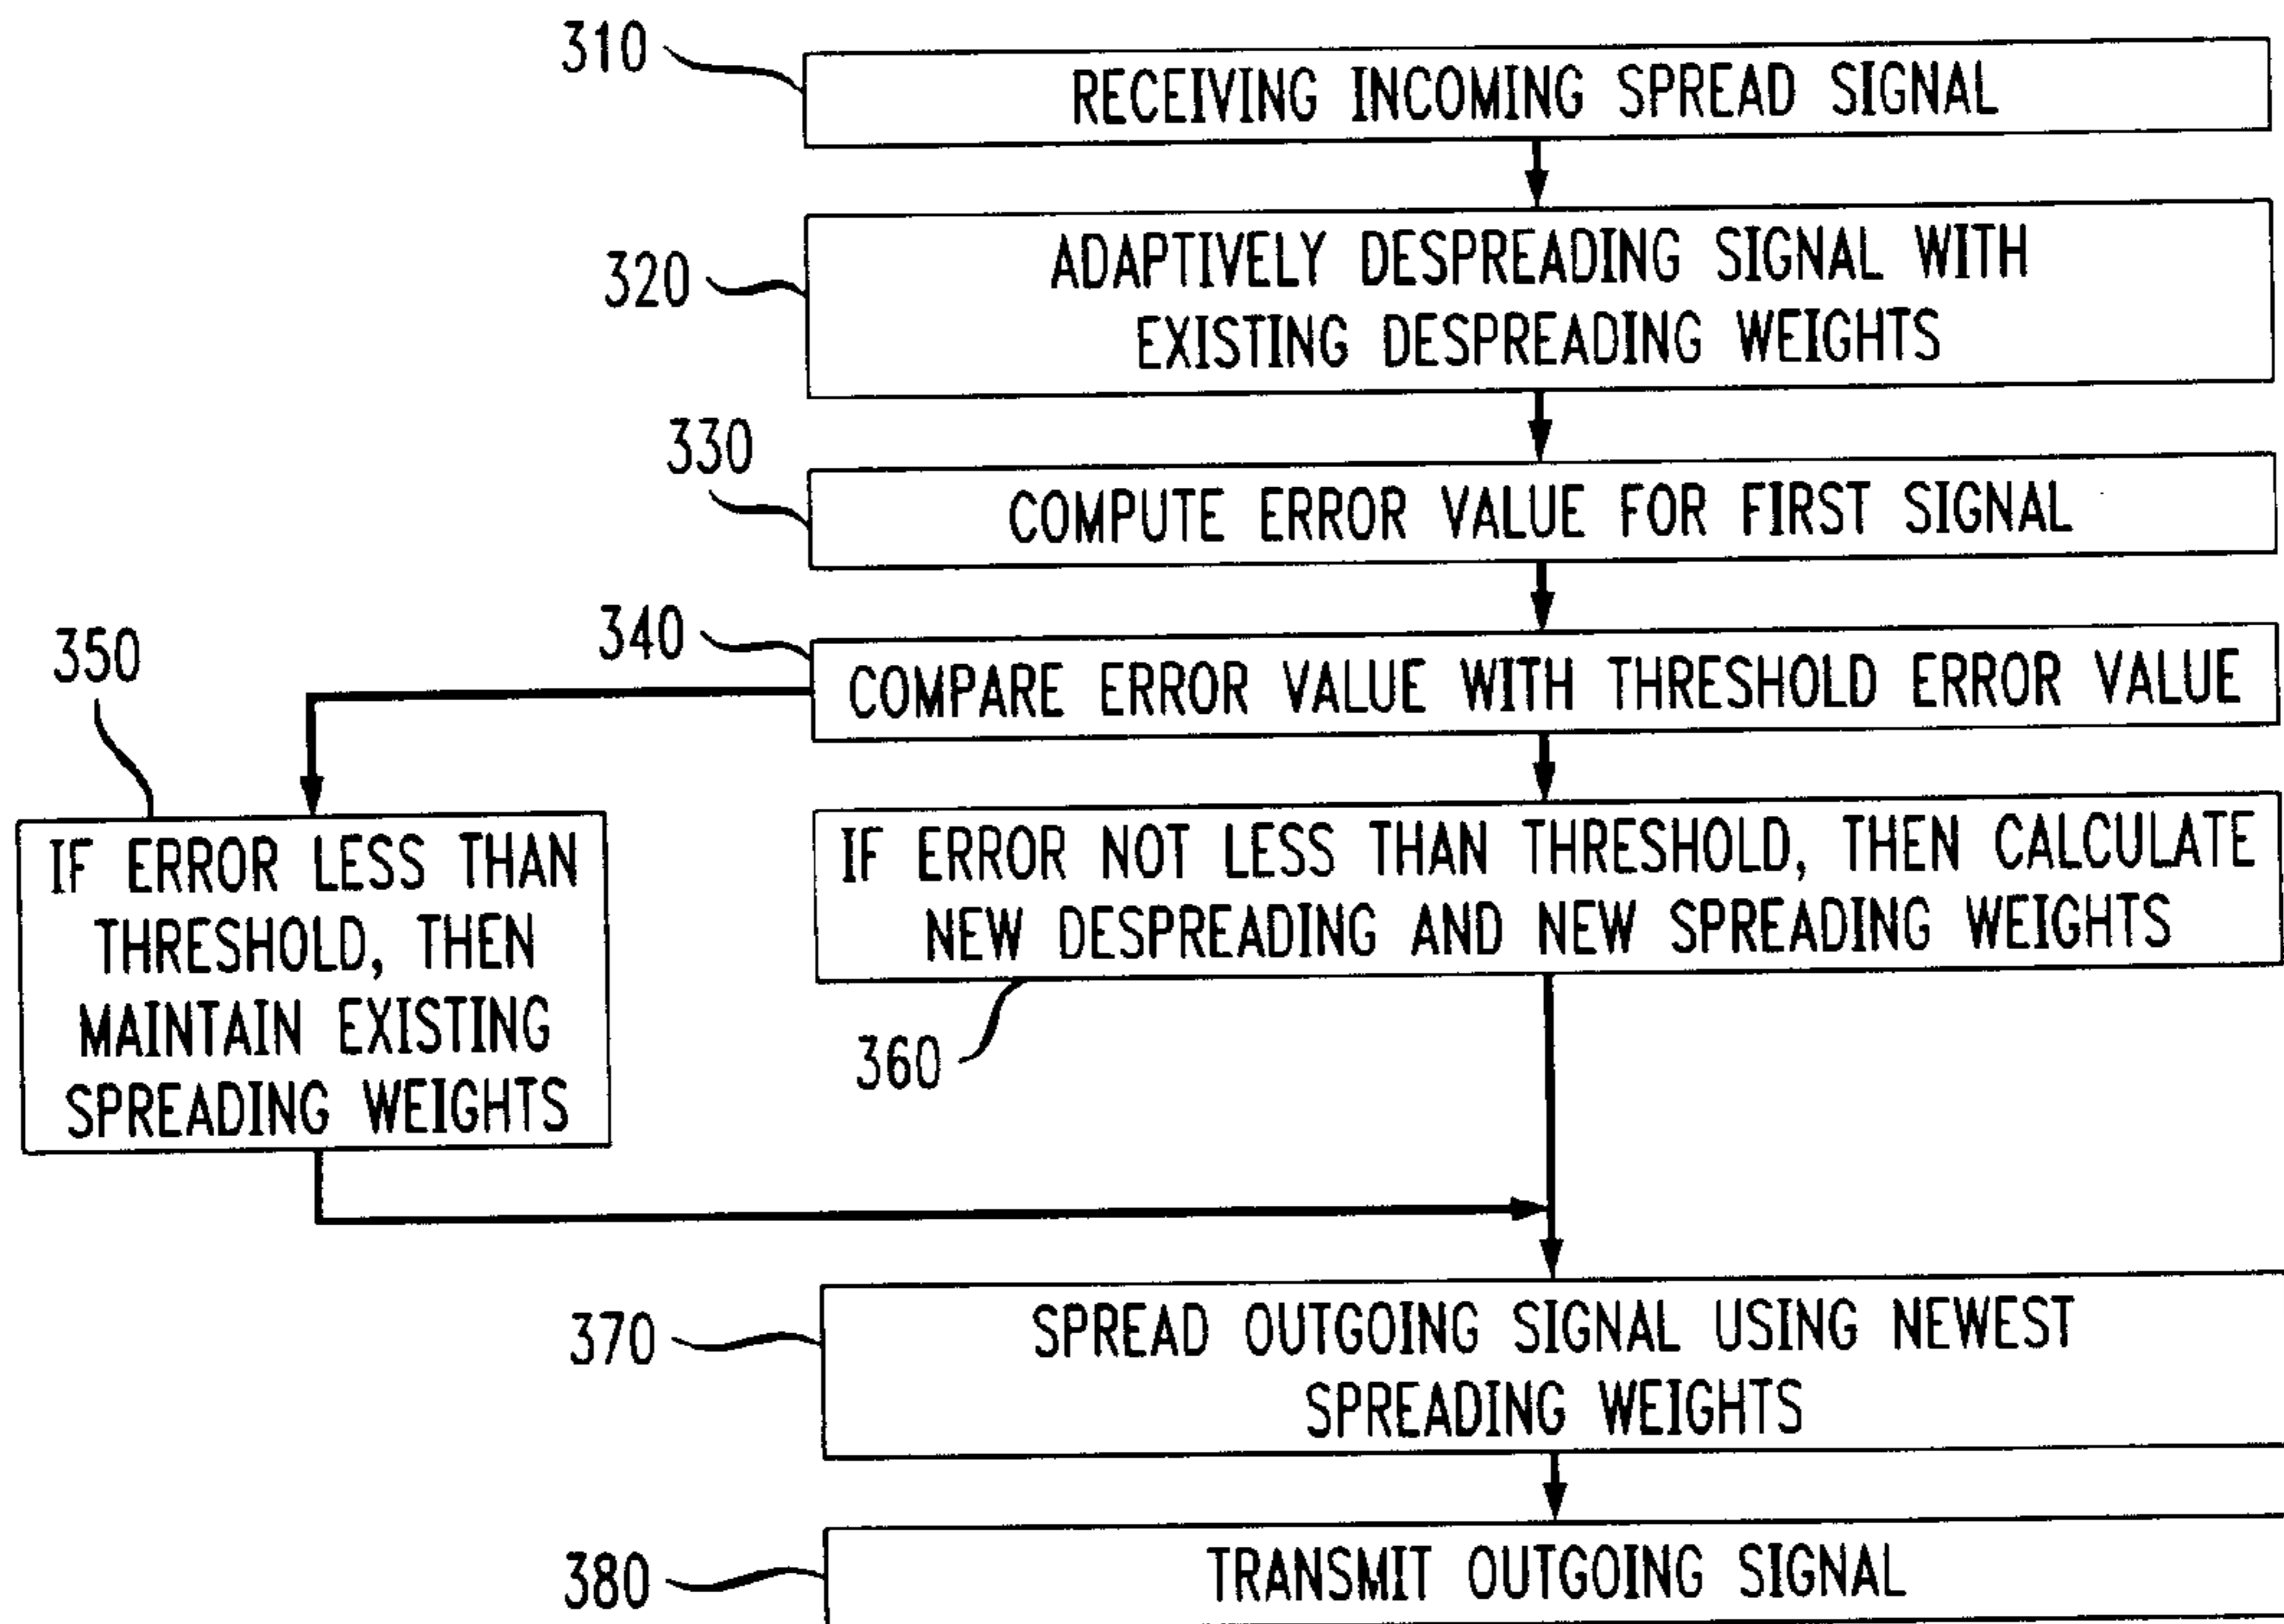 310
RECEIVING INCOMING SPREAD SIGNAL
320
ADAPTIVELY DESPREADING SIGNAL WITH
EXISTING DESPREADING WEIGHTS
330
COMPUTE ERROR VALUE FOR FIRST SIGNAL
340
COMPARE ERROR VALUE WITH THRESHOLD ERROR VALUE
350
IF ERROR LESS THAN
THRESHOLD, THEN
MAINTAIN EXISTING
SPREADING WEIGHTS
IF ERROR NOT LESS THAN THRESHOLD, THEN CALCULATE
NEW DESPREADING AND NEW SPREADING WEIGHTS
360
370
SPREAD OUTGOING SIGNAL USING NEWEST
SPREADING WEIGHTS
380
TRANSMIT OUTGOING SIGNAL